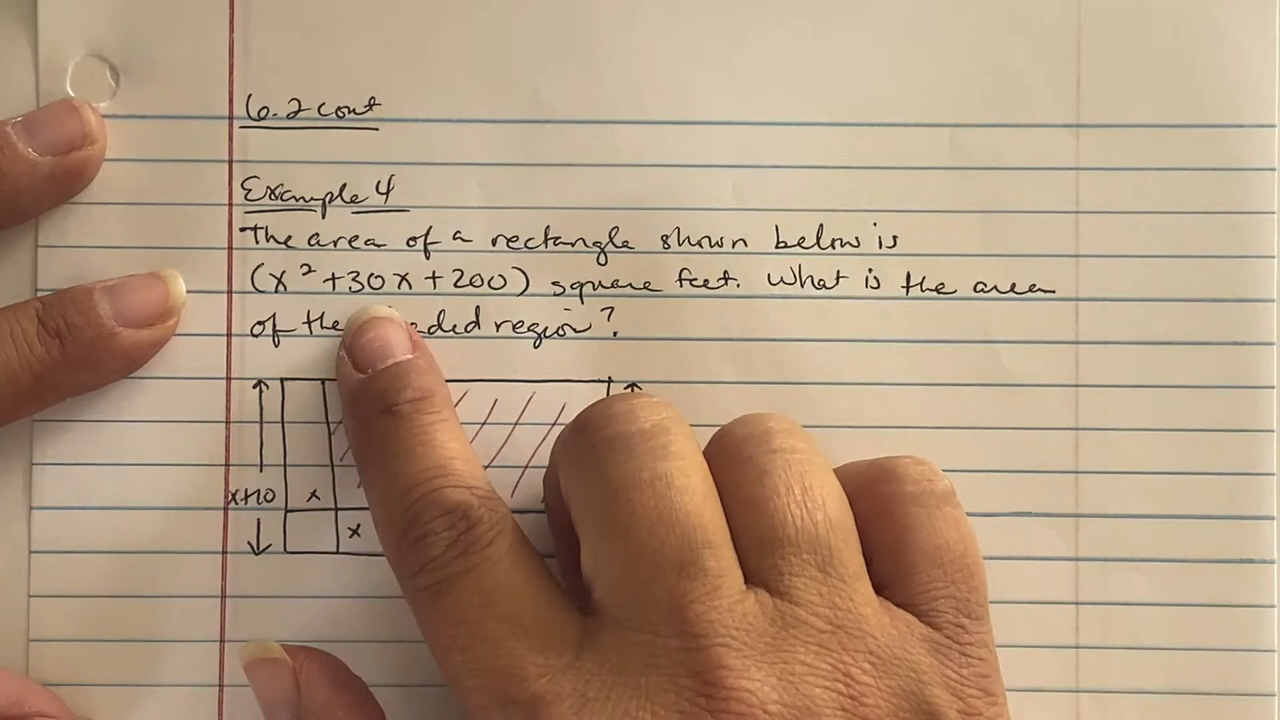 6.2 cont
Example 4
The area of a rectangle shown below is
(x² +30x+200) square feet. What is the area
of the region?
x+10 x
x